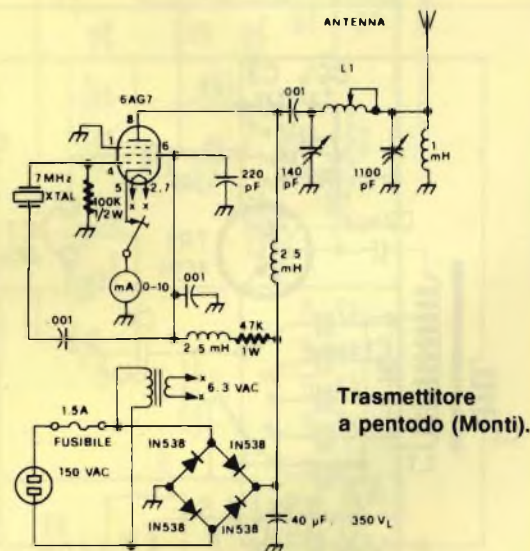 ANTENNA
L1
6AG7
.001
8
1
6
4
5
2.7
x x
7MHz
XTAL
100K
1/2W
220
pF
140
pF
1100
pF
1
mH
mA
0-10
2.5
mH
.001
.001
2.5 mH
47K
1W
x
6.3 VAC
x
1.5A
FUSIBILE
150 VAC
IN538
IN538
IN538
IN538
40 µF. 350 VL
Trasmettitore
a pentodo (Monti).